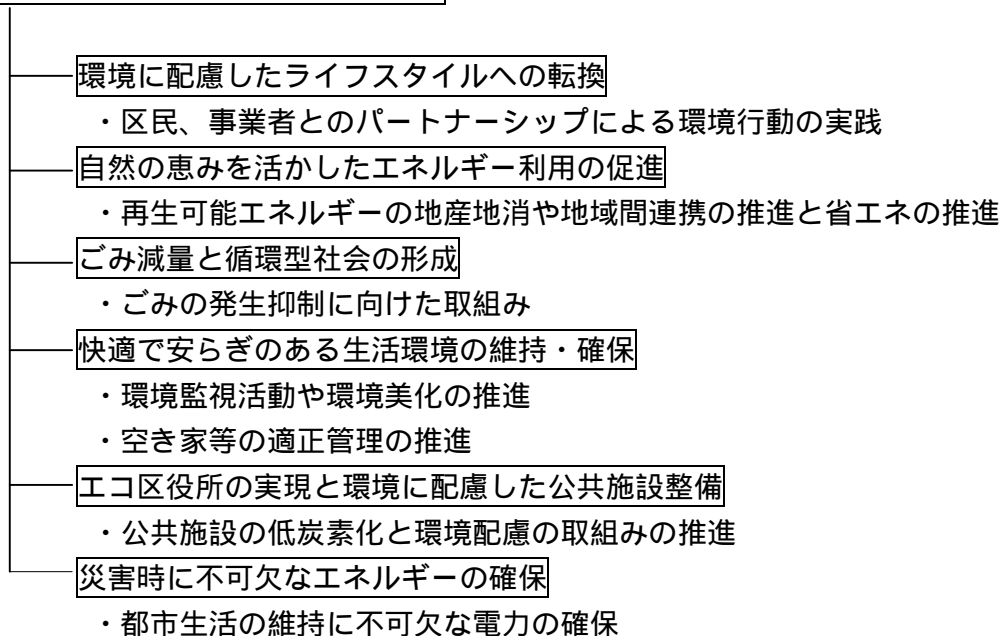 環境に配慮したライフスタイルへの転換
・区民、事業者とのパートナーシップによる環境行動の実践
自然の恵みを活かしたエネルギー利用の促進
・再生可能エネルギーの地産地消や地域間連携の推進と省エネの推進
ごみ減量と循環型社会の形成
・ごみの発生抑制に向けた取組み
快適で安らぎのある生活環境の維持・確保
・環境監視活動や環境美化の推進
・空き家等の適正管理の推進
エコ区役所の実現と環境に配慮した公共施設整備
・公共施設の低炭素化と環境配慮の取組みの推進
災害時に不可欠なエネルギーの確保
・都市生活の維持に不可欠な電力の確保